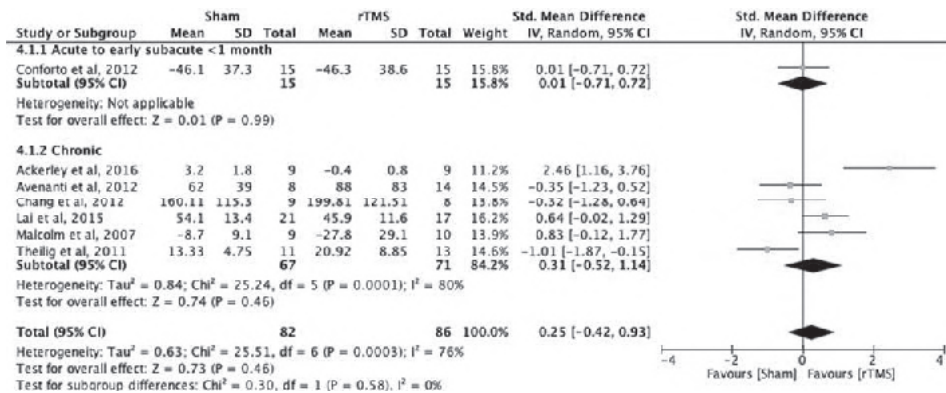 Sham rTMS Std. Mean Difference Std. Mean Difference
Study or Subgroup Mean SD Total Mean SD Total Weight IV, Random, 95% CI IV, Random, 95% CI
4.1.1 Acute to early subacute <1 month
Conforto et al, 2012 -46.1 37.3 15 -46.3 38.6 15 15.8% 0.01 [-0.71, 0.72]
Subtotal (95% CI) 15 15 15.8% 0.01 [-0.71, 0.72]
Heterogeneity: Not applicable
Test for overall effect: Z = 0.01 (P = 0.99)
4.1.2 Chronic
Ackerley et al, 2016 3.2 1.8 9 -0.4 0.8 9 11.2% 2.46 [1.16, 3.76]
Avenanti et al, 2012 62 39 8 88 83 14 14.5% -0.35 [-1.23, 0.52]
Chang et al, 2012 160.11 115.3 9 199.81 121.51 8 13.8% -0.32 [-1.28, 0.64]
Lai et al, 2015 54.1 13.4 21 45.9 11.6 17 16.2% 0.64 [-0.02, 1.29]
Malcolm et al, 2007 -8.7 9.1 9 -27.8 29.1 10 13.9% 0.83 [-0.12, 1.77]
Theilig et al, 2011 13.33 4.75 11 20.92 8.85 13 14.6% -1.01 [-1.87, -0.15]
Subtotal (95% CI) 67 71 84.2% 0.31 [-0.52, 1.14]
Heterogeneity: Tau² = 0.84; Chi² = 25.24, df = 5 (P = 0.0001); I² = 80%
Test for overall effect: Z = 0.74 (P = 0.46)
Total (95% CI) 82 86 100.0% 0.25 [-0.42, 0.93]
Heterogeneity: Tau² = 0.63; Chi² = 25.51, df = 6 (P = 0.0003); I² = 76%
Test for overall effect: Z = 0.73 (P = 0.46)
Test for subgroup differences: Chi² = 0.30, df = 1 (P = 0.58), I² = 0%
-4 -2 0 2 4
Favours [Sham] Favours [rTMS]